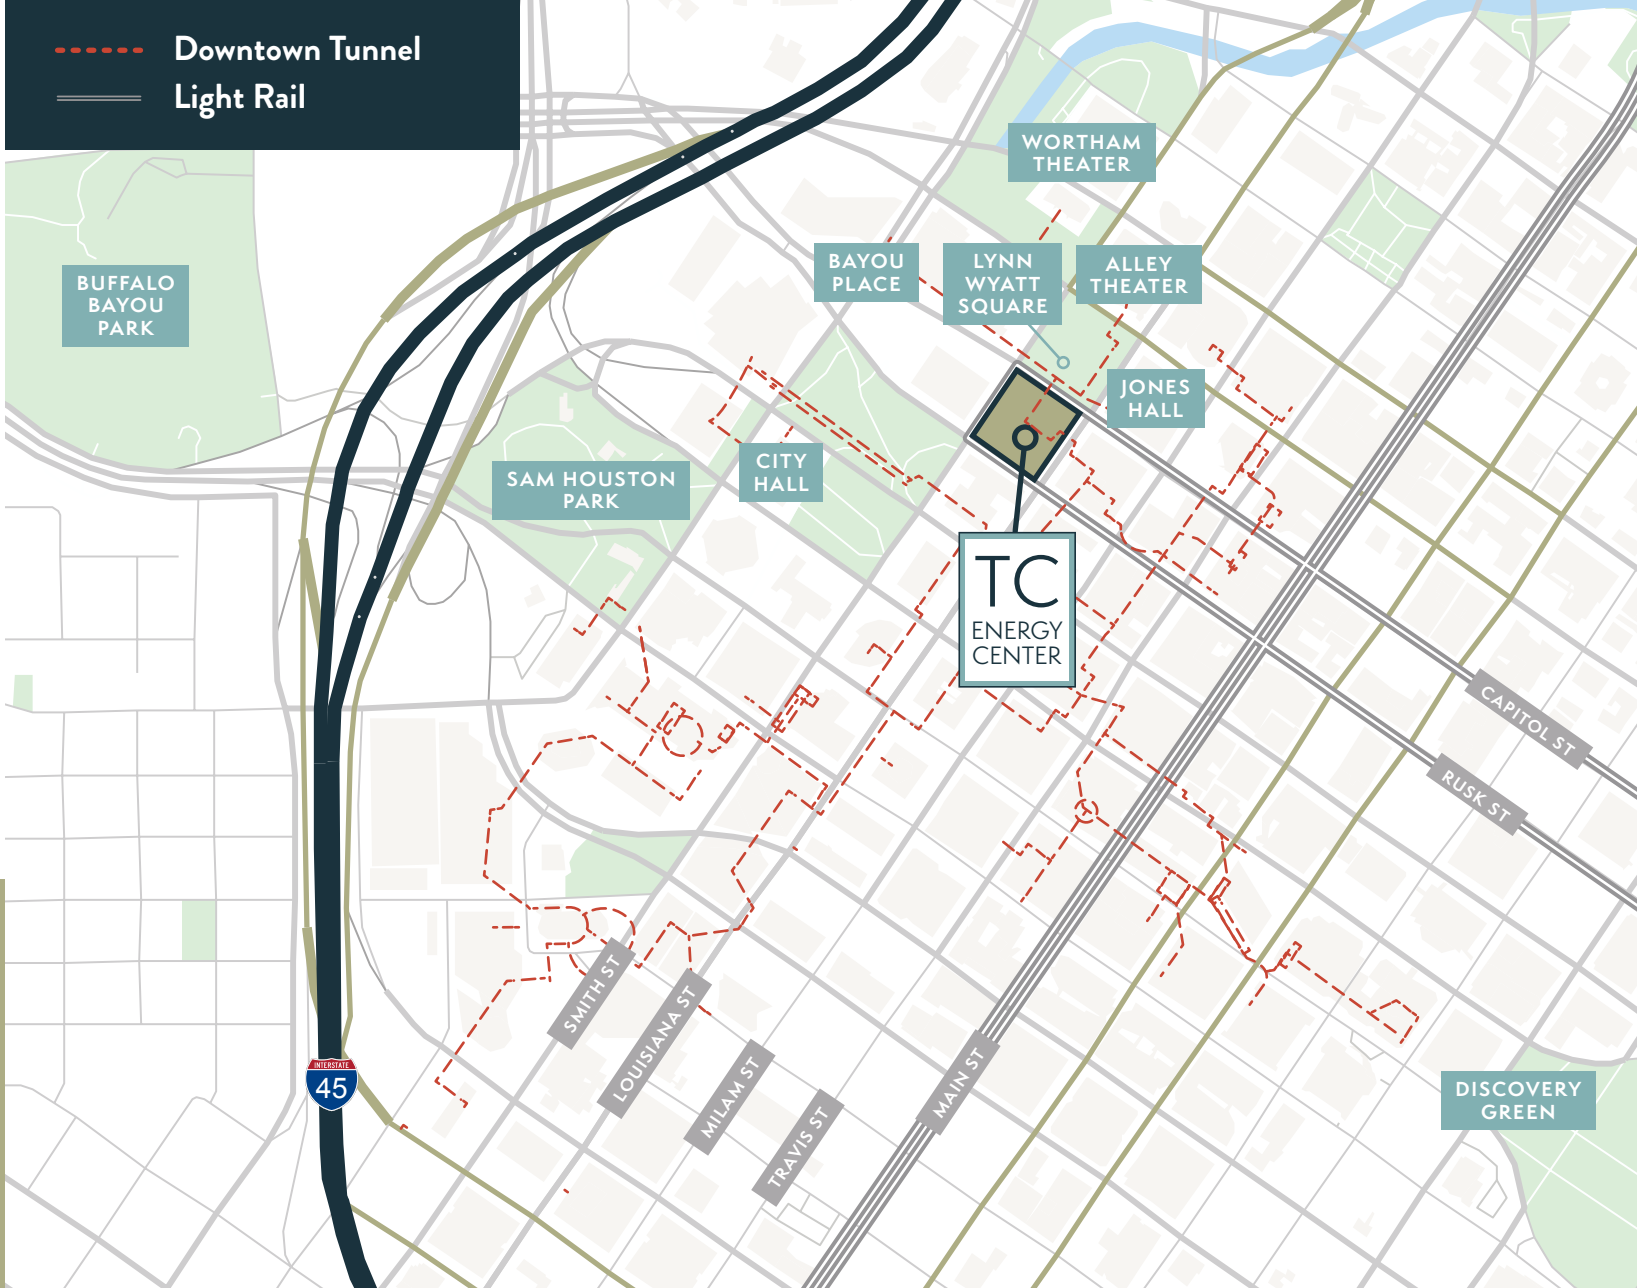 Downtown Tunnel
Light Rail
WORTHAM
THEATER
BAYOU
PLACE
LYNN
WYATT
SQUARE
ALLEY
THEATER
BUFFALO
BAYOU
PARK
JONES
HALL
CITY
HALL
SAM HOUSTON
PARK
TC
ENERGY
CENTER
CAPITOL ST
RUSK ST
SMITH ST
LOUISIANA ST
MILAM ST
TRAVIS ST
MAIN ST
INTERSTATE
45
DISCOVERY
GREEN